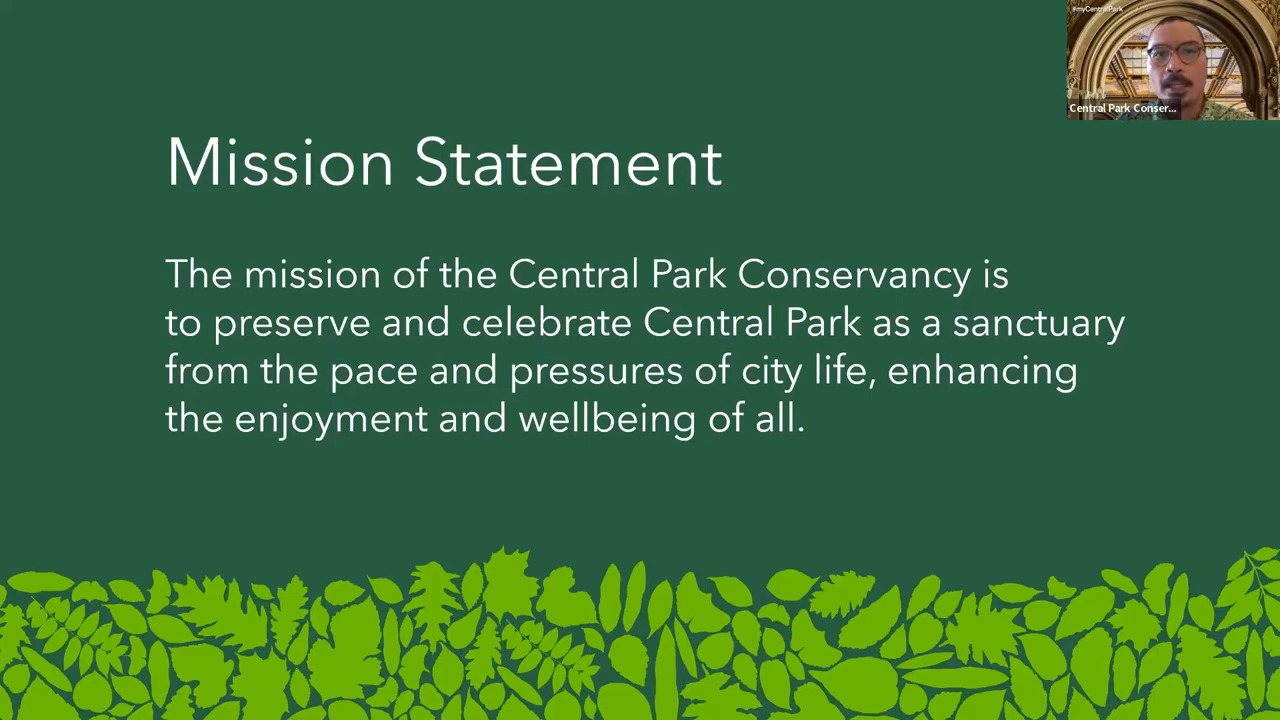 #myCentralPark
Central Park Conser...
Mission Statement
The mission of the Central Park Conservancy is
to preserve and celebrate Central Park as a sanctuary
from the pace and pressures of city life, enhancing
the enjoyment and wellbeing of all.